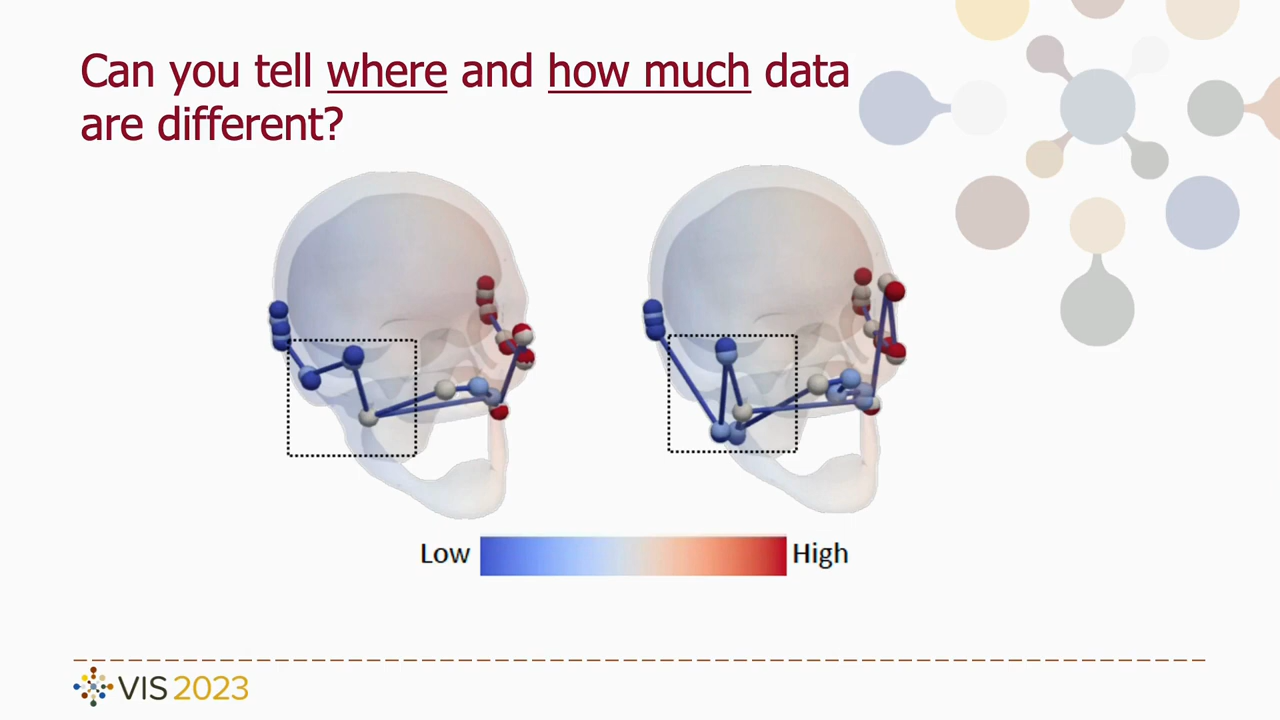 Can you tell where and how much data
are different?
Low
High
VIS 2023